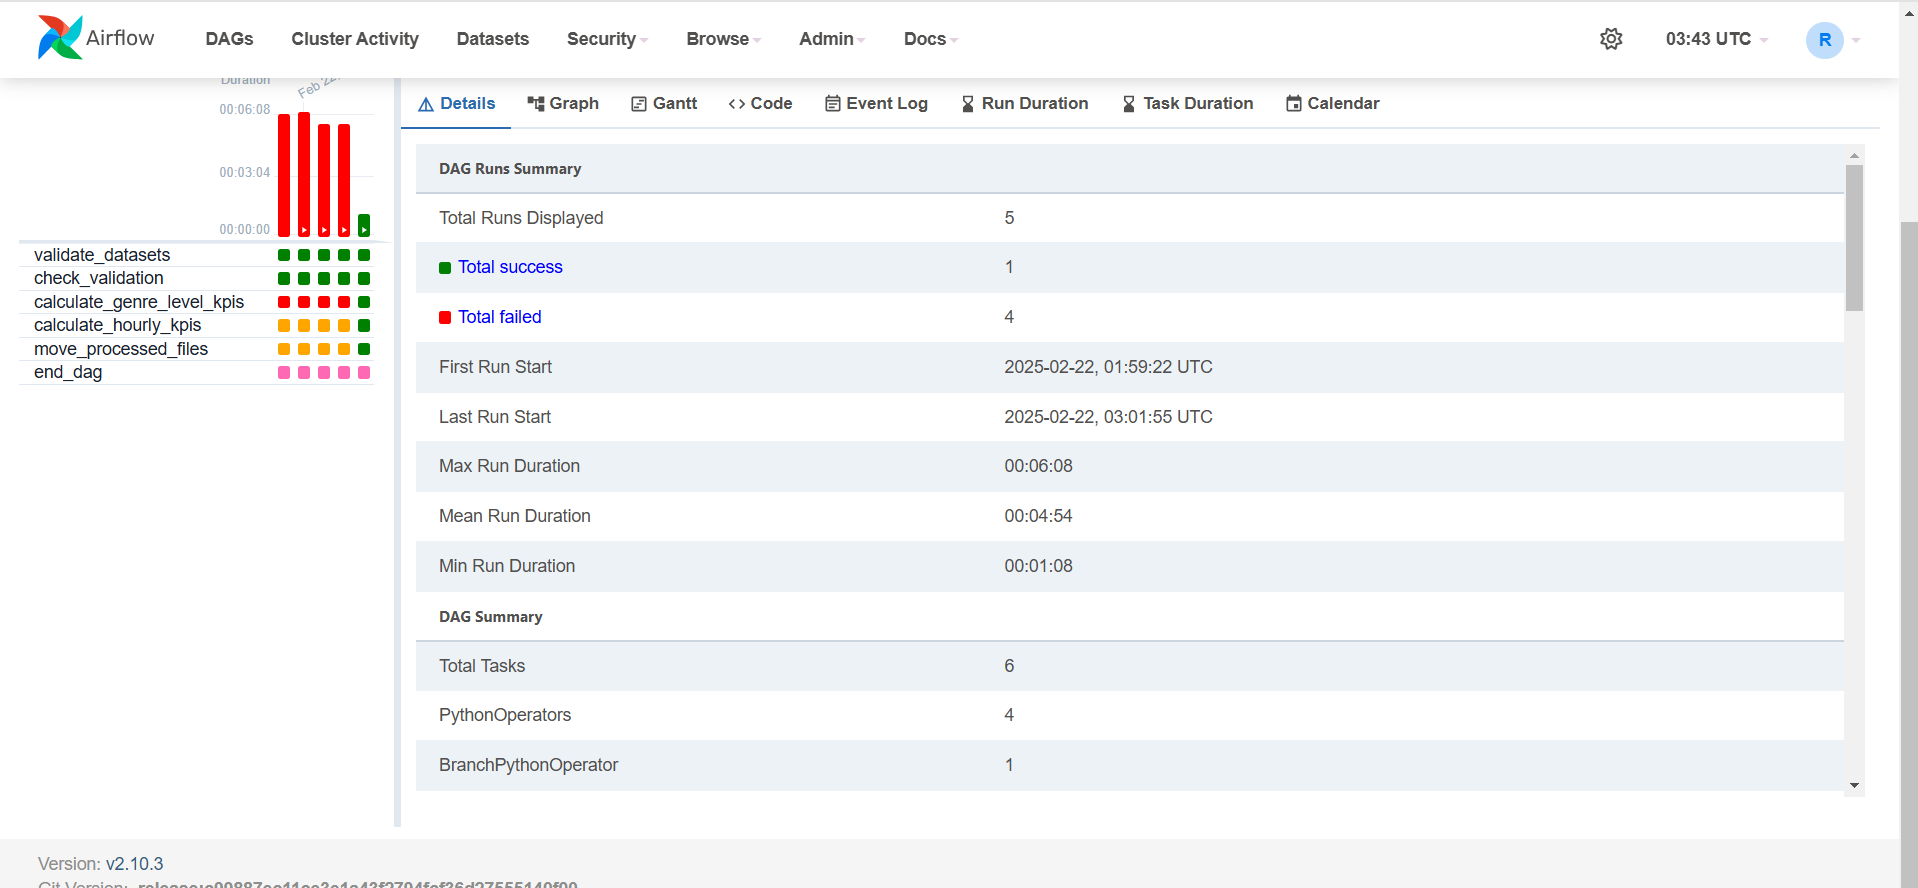 Airflow
DAGs
Cluster Activity
Datasets
Security
Browse
Admin
Docs
03:43 UTC
R
Duration
Feb 22,
00:06:08
00:03:04
00:00:00
validate_datasets
check_validation
calculate_genre_level_kpis
calculate_hourly_kpis
move_processed_files
end_dag
Details
Graph
Gantt
Code
Event Log
Run Duration
Task Duration
Calendar
DAG Runs Summary
Total Runs Displayed 5
Total success 1
Total failed 4
First Run Start 2025-02-22, 01:59:22 UTC
Last Run Start 2025-02-22, 03:01:55 UTC
Max Run Duration 00:06:08
Mean Run Duration 00:04:54
Min Run Duration 00:01:08
DAG Summary
Total Tasks 6
PythonOperators 4
BranchPythonOperator 1
Version: v2.10.3
Git Version: